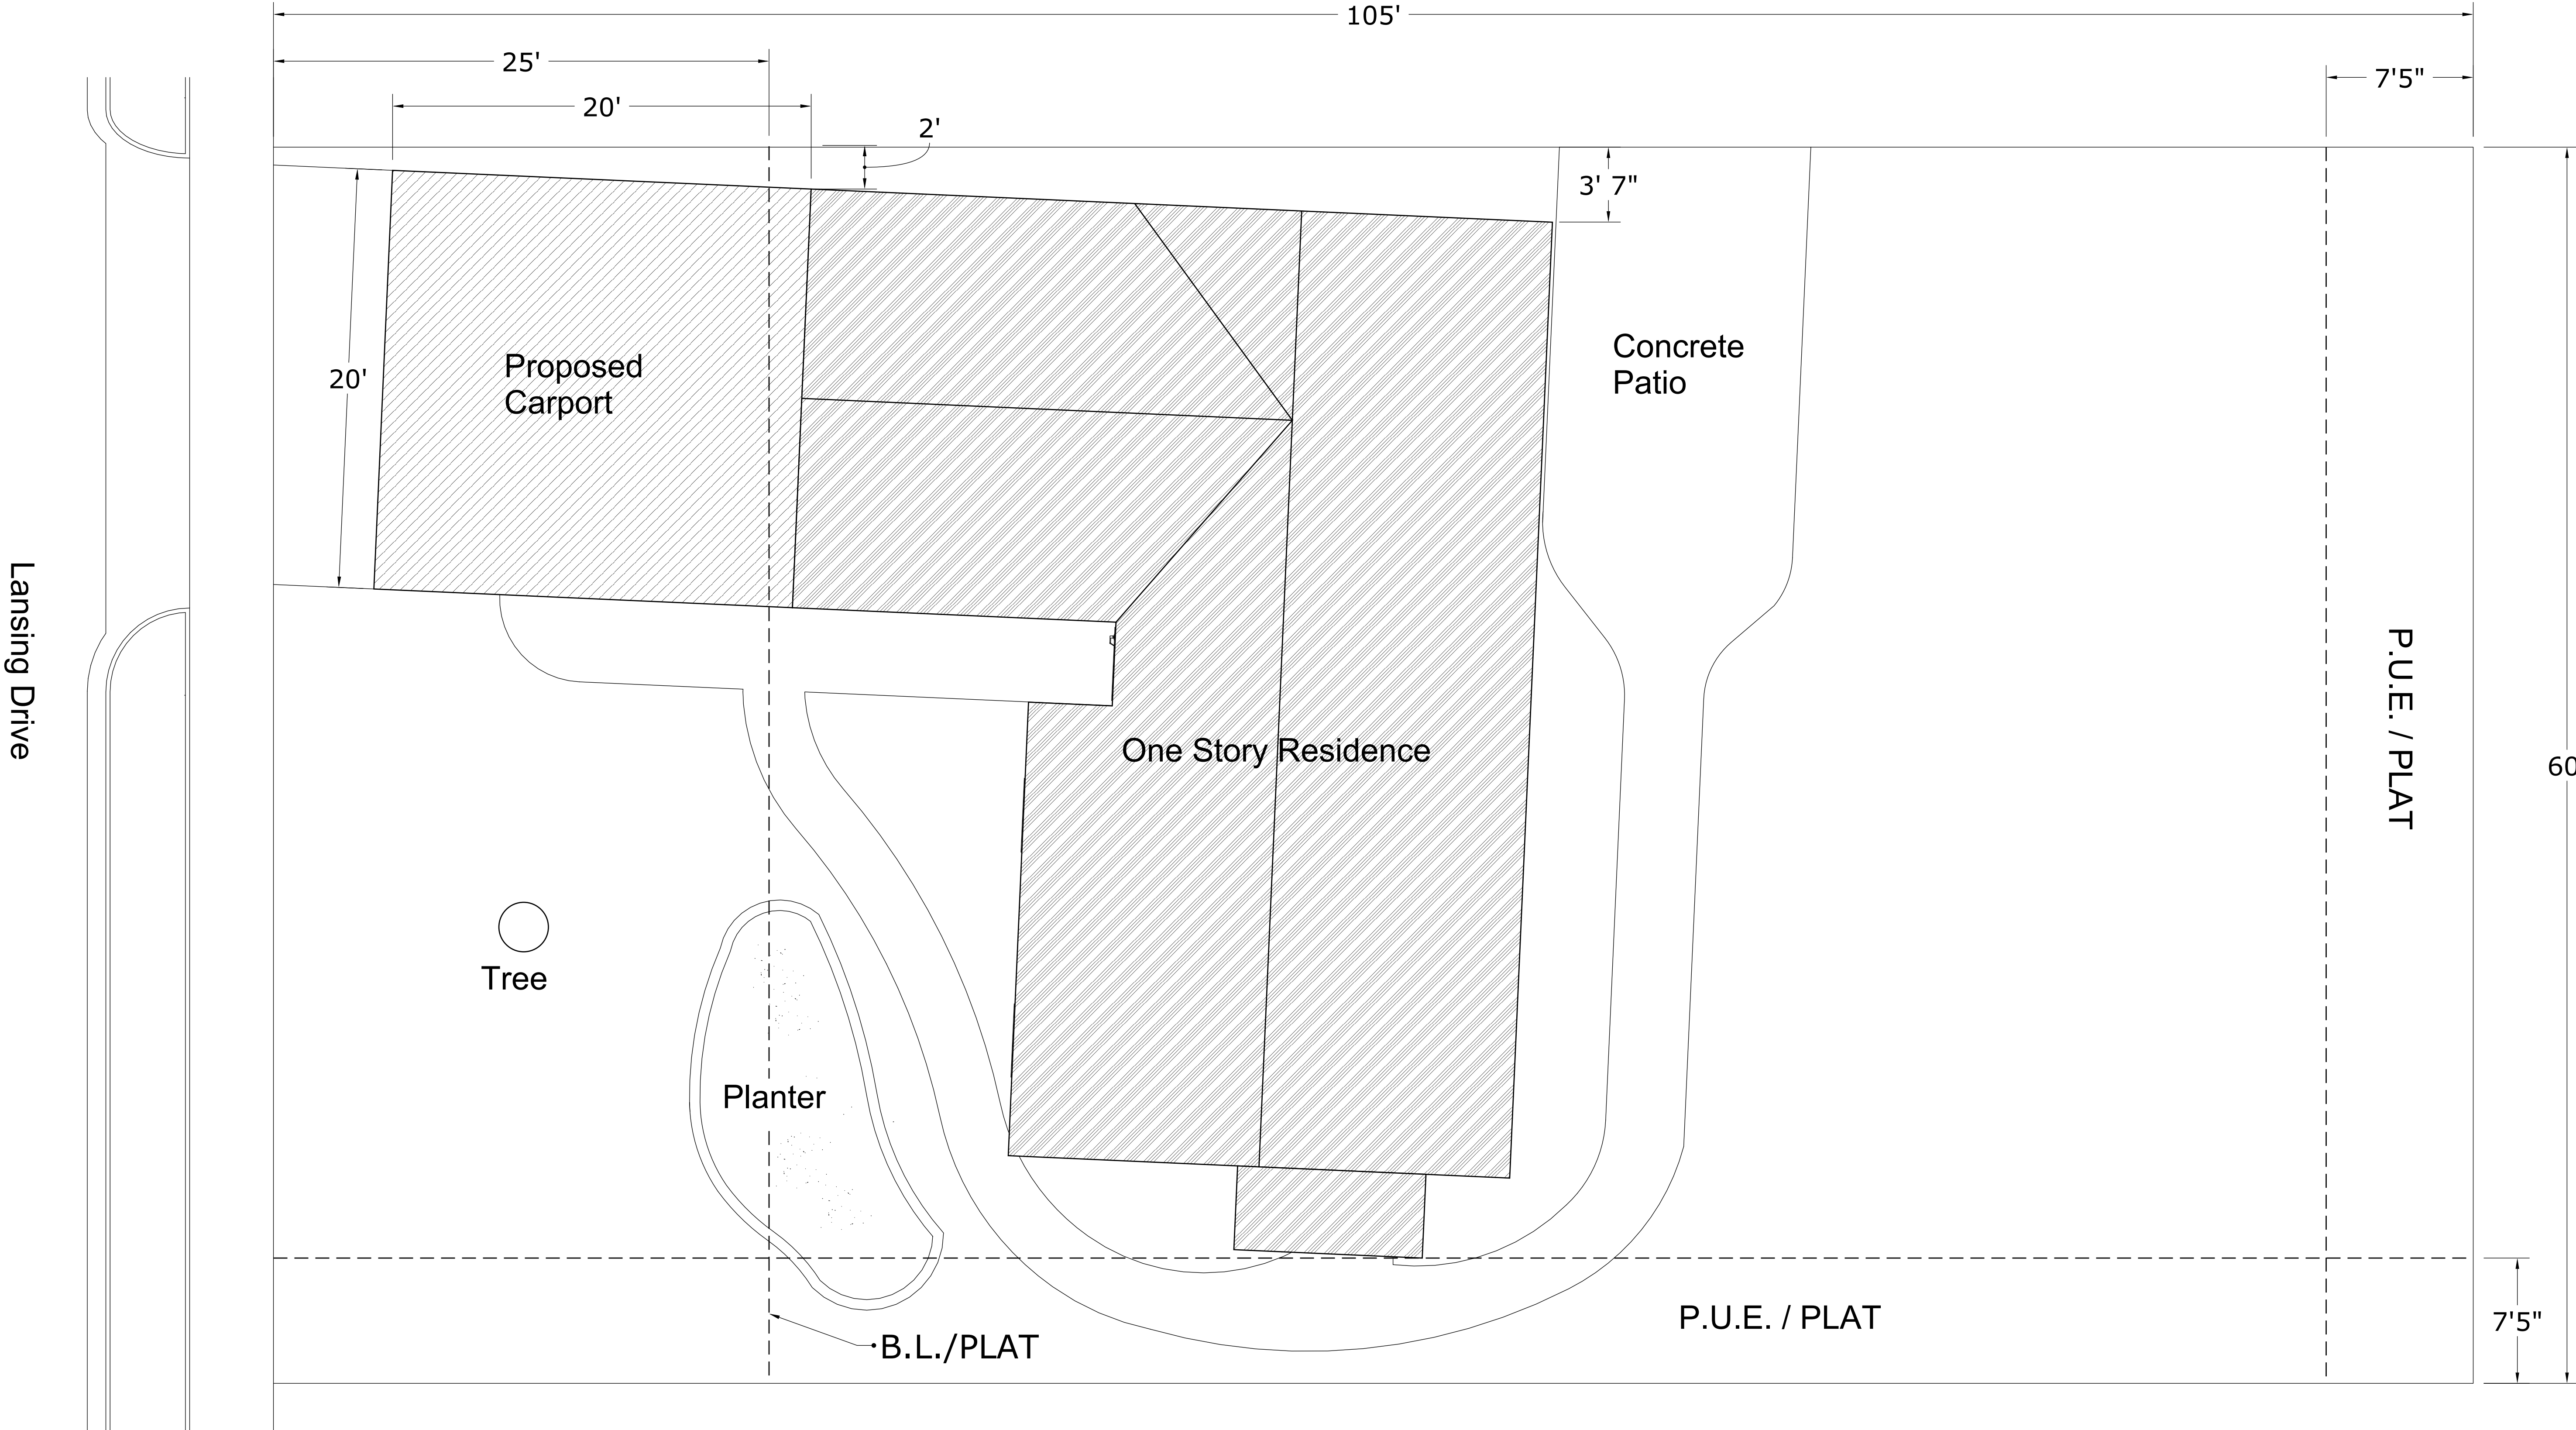 105'
25'
7'5"
20'
2'
3' 7"
Concrete
Patio
Proposed
Carport
20'
Lansing Drive
P.U.E. / PLAT
One Story Residence
60
Tree
Planter
P.U.E. / PLAT
7'5"
B.L./PLAT